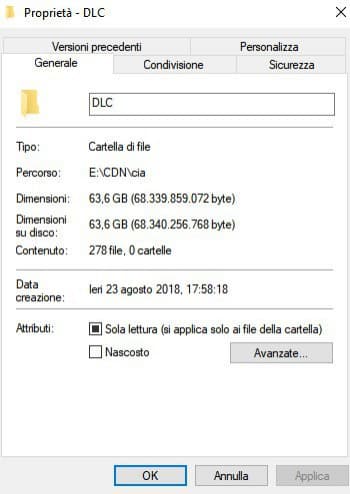 Proprietà - DLC
Versioni precedenti
Personalizza
Generale
Condivisione
Sicurezza
DLC
Tipo: Cartella di file
Percorso: E:\CDN\cia
Dimensioni: 63,6 GB (68.339.859.072 byte)
Dimensioni
su disco: 63,6 GB (68.340.256.768 byte)
Contenuto: 278 file, 0 cartelle
Data
creazione: Ieri 23 agosto 2018, 17:58:18
Attributi: Sola lettura (si applica solo ai file della cartella)
Nascosto
Avanzate...
OK
Annulla
Applica